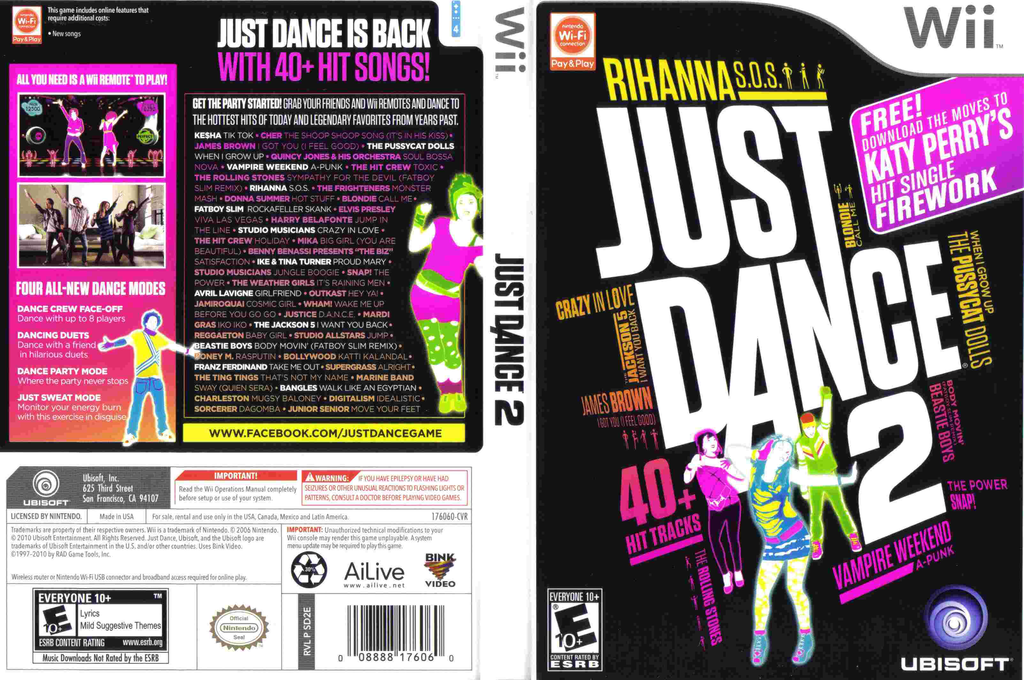 This game includes online features that
require additional costs:
• New songs
Nintendo
Wi-Fi
connection
Pay & Play
JUST DANCE IS BACK
WITH 40+ HIT SONGS!
4
ALL YOU NEED IS A Wii REMOTE™ TO PLAY!
FOUR ALL-NEW DANCE MODES
DANCE CREW FACE-OFF
Dance with up to 8 players
DANCING DUETS
Dance with a friend
in hilarious duets
DANCE PARTY MODE
Where the party never stops
JUST SWEAT MODE
Monitor your energy burn
with this exercise in disguise
GET THE PARTY STARTED! GRAB YOUR FRIENDS AND Wii REMOTES AND DANCE TO
THE HOTTEST HITS OF TODAY AND LEGENDARY FAVORITES FROM YEARS PAST.
KE$HA TIK TOK • CHER THE SHOOP SHOOP SONG (IT'S IN HIS KISS) •
JAMES BROWN I GOT YOU (I FEEL GOOD) • THE PUSSYCAT DOLLS
WHEN I GROW UP • QUINCY JONES & HIS ORCHESTRA SOUL BOSSA
NOVA • VAMPIRE WEEKEND A-PUNK • THE HIT CREW TOXIC •
THE ROLLING STONES SYMPATHY FOR THE DEVIL (FATBOY
SLIM REMIX) • RIHANNA S.O.S. • THE FRIGHTENERS MONSTER
MASH • DONNA SUMMER HOT STUFF • BLONDIE CALL ME •
FATBOY SLIM ROCKAFELLER SKANK • ELVIS PRESLEY
VIVA LAS VEGAS • HARRY BELAFONTE JUMP IN
THE LINE • STUDIO MUSICIANS CRAZY IN LOVE •
THE HIT CREW HOLIDAY • MIKA BIG GIRL (YOU ARE
BEAUTIFUL) • BENNY BENASSI PRESENTS "THE BIZ"
SATISFACTION • IKE & TINA TURNER PROUD MARY •
STUDIO MUSICIANS JUNGLE BOOGIE • SNAP! THE
POWER • THE WEATHER GIRLS IT'S RAINING MEN •
AVRIL LAVIGNE GIRLFRIEND • OUTKAST HEY YA! •
JAMIROQUAI COSMIC GIRL • WHAM! WAKE ME UP
BEFORE YOU GO GO • JUSTICE D.A.N.C.E. • MARDI
GRAS IKO IKO • THE JACKSON 5 I WANT YOU BACK •
REGGAETON BABY GIRL • STUDIO ALLSTARS JUMP •
BEASTIE BOYS BODY MOVIN' (FATBOY SLIM REMIX) •
BONEY M. RASPUTIN • BOLLYWOOD KATTI KALANDAL •
FRANZ FERDINAND TAKE ME OUT • SUPERGRASS ALRIGHT •
THE TING TINGS THAT'S NOT MY NAME • MARINE BAND
SWAY (QUIEN SERA) • BANGLES WALK LIKE AN EGYPTIAN •
CHARLESTON MUGSY BALONEY • DIGITALISM IDEALISTIC •
SORCERER DAGOMBA • JUNIOR SENIOR MOVE YOUR FEET
WWW.FACEBOOK.COM/JUSTDANCEGAME
UBISOFT
Ubisoft, Inc.
625 Third Street
San Francisco, CA 94107
IMPORTANT!
Read the Wii Operations Manual completely
before setup or use of your system.
WARNING: IF YOU HAVE EPILEPSY OR HAVE HAD
SEIZURES OR OTHER UNUSUAL REACTIONS TO FLASHING LIGHTS OR
PATTERNS, CONSULT A DOCTOR BEFORE PLAYING VIDEO GAMES.
LICENSED BY NINTENDO.
Made in USA
For sale, rental and use only in the USA, Canada, Mexico and Latin America.
176060-CVR
Trademarks are property of their respective owners. Wii is a trademark of Nintendo. © 2006 Nintendo.
© 2010 Ubisoft Entertainment. All Rights Reserved. Just Dance, Ubisoft, and the Ubisoft logo are
trademarks of Ubisoft Entertainment in the U.S. and/or other countries. Uses Bink Video.
©1997-2010 by RAD Game Tools, Inc.
Wireless router or Nintendo Wi-Fi USB connector and broadband access required for online play.
IMPORTANT: Unauthorized technical modifications to your
Wii console may render this game unplayable. A system
menu update may be required to play this game.
AiLive
www.ailive.net
BINK
VIDEO
EVERYONE 10+
TM
E
10+
Lyrics
Mild Suggestive Themes
ESRB CONTENT RATING www.esrb.org
Music Downloads Not Rated by the ESRB
Official
Nintendo
Seal
RVL P SD2E
0 08888 17606 0
Wii
JUST DANCE 2
Nintendo
Wi-Fi
connection
Pay & Play
Wii
TM
RIHANNA S.O.S.
FREE!
DOWNLOAD THE MOVES TO
KATY PERRY'S
HIT SINGLE
FIREWORK
JUST
DANCE
2
®
BLONDIE
CALL ME
WHEN I GROW UP
THE PUSSYCAT DOLLS
CRAZY IN LOVE
JACKSON 5
I WANT YOU BACK
JAMES BROWN
I GOT YOU (I FEEL GOOD)
BODY MOVIN'
BEASTIE BOYS
40+
HIT TRACKS
THE POWER
SNAP!
VAMPIRE WEEKEND
A-PUNK
THE ROLLING STONES
EVERYONE 10+
E
10+
®
CONTENT RATED BY
ESRB
UBISOFT